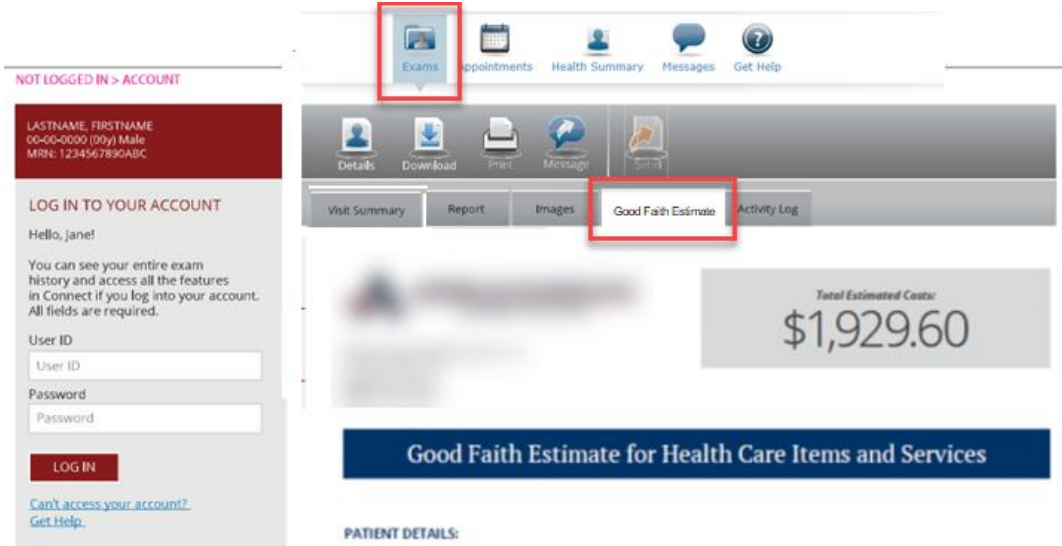 Exams
Appointments
Health Summary
Messages
Get Help
NOT LOGGED IN > ACCOUNT
LASTNAME, FIRSTNAME
00-00-0000 (00y) Male
MRN: 1234567890ABC
LOG IN TO YOUR ACCOUNT
Hello, Jane!
You can see your entire exam
history and access all the features
in Connect if you log into your account.
All fields are required.
User ID
User ID
Password
Password
LOG IN
Can't access your account?
Get Help
Details
Download
Print
Message
Send
Visit Summary
Report
Images
Good Faith Estimate
Activity Log
Total Estimated Costs:
$1,929.60
Good Faith Estimate for Health Care Items and Services
PATIENT DETAILS: